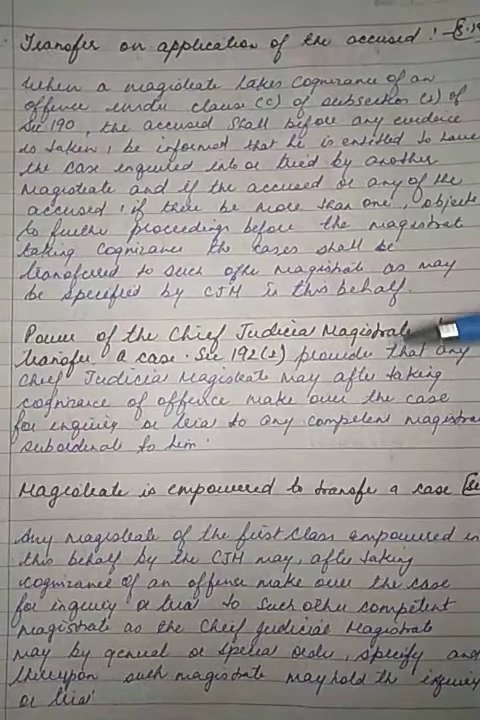 Transfer on application of the accused :- [S.19
When a magistrate takes Cognizance of an
offence under clause (c) of subsection (1) of
Sec 190, the accused shall before any evidence
is taken, be informed that he is entitled to have
the case inquired into or tried by another
magistrate and if the accused or any of the
accused, if there be more than one, objects
to further proceedings before the magistrat
taking Cognizance the cases shall be
transfered to such other magistrate as may
be specified by CJM in this behalf.
Power of the Chief Judicial Magistrate
transfer a case. Sec 192(1) provide that any
Chief Judicial Magistrate may after taking
cognizance of offence make over the case
for inquiry or trial to any competent magistra
subordinate to him.
Magistrate is empowered to transfer a case [Se
Any magistrate of the first Class empowered in
this behalf by the CJM may, after taking
cognizance of an offence make over the case
for inquiry or trial to such other competent
magistrate as the Chief Judicial Magistrate
may by general or special order, specify and
thereupon such magistrate may hold the inquiry
or trial